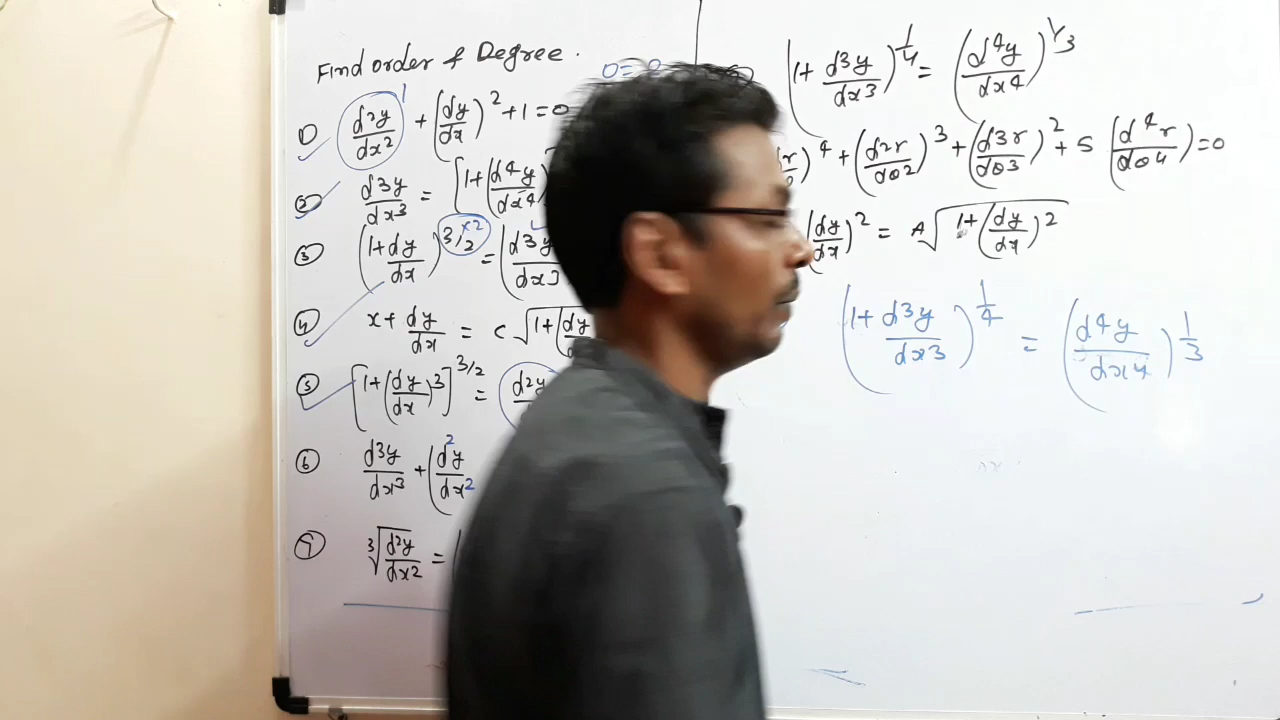 Find order & Degree.
① d²y/dx² + (dy/dx)² + 1 = 0
② d3y/dx³ = [1+(d⁴y/dx⁴)
③ (1+dy/dx)^3/2 ×2 = (d3y/dx3
④ x + dy/dx = c√1+(dy/
⑤ [1+(dy/dx)3]^3/2 = d²y
⑥ d3y/dx³ + (d²y/dx²
∛d2y/dx2 = (
(1+ d3y/dx3)^1/4 = (d⁴y/dx4)^1/3
)⁴ + (d2r/dθ2)³ + (d3r/dθ3)² + 5 (d⁴r/dθ4) = 0
(dy/dx)² = A√1+(dy/dx)2
(1+ d3y/dx3)^1/4 = (d4y/dx4)^1/3